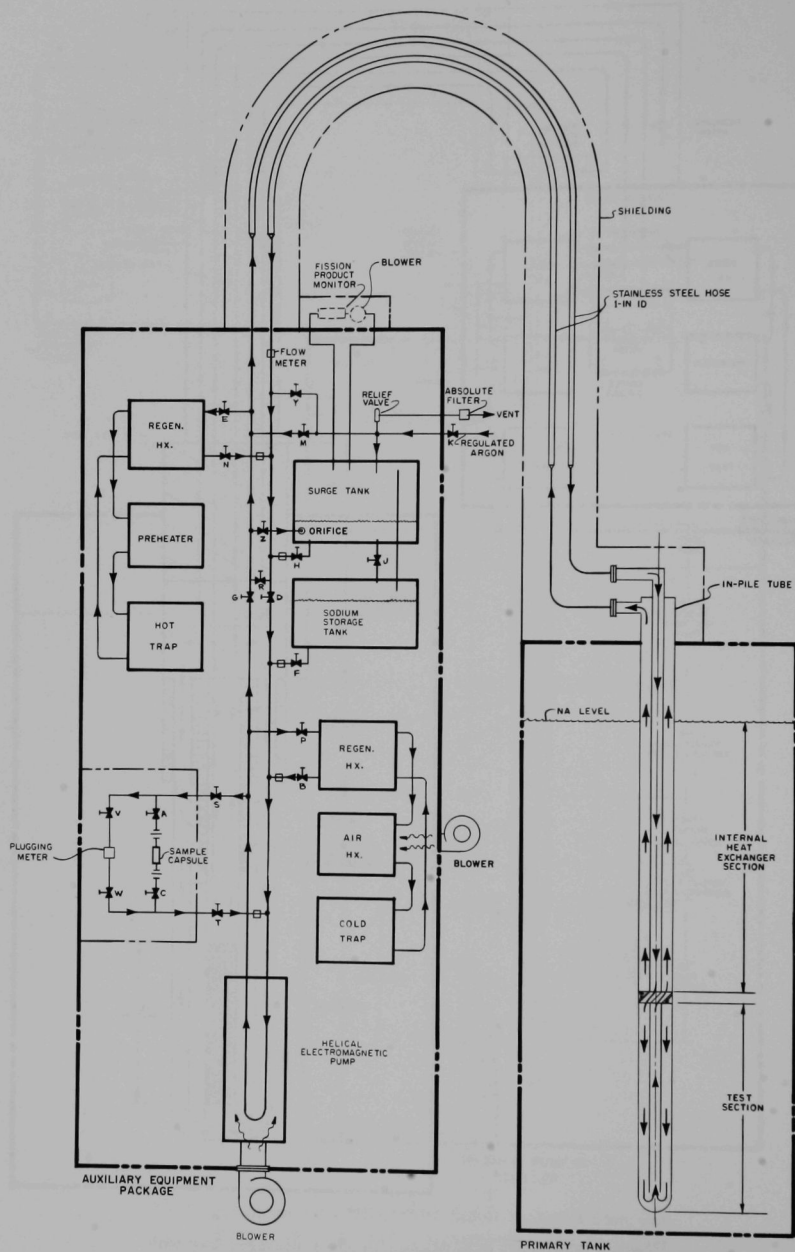 SHIELDING
BLOWER
FISSION
PRODUCT
MONITOR
STAINLESS STEEL HOSE
1-IN ID
FLOW
METER
Y
RELIEF
VALVE
ABSOLUTE
FILTER
VENT
E
M
K
REGULATED
ARGON
REGEN.
HX.
N
SURGE TANK
PREHEATER
Z
ORIFICE
H
J
IN-PILE TUBE
R
G
D
SODIUM
STORAGE
TANK
HOT
TRAP
F
NA LEVEL
P
REGEN.
HX.
B
S
V
A
PLUGGING
METER
SAMPLE
CAPSULE
AIR
HX.
BLOWER
INTERNAL
HEAT
EXCHANGER
SECTION
W
C
T
COLD
TRAP
HELICAL
ELECTROMAGNETIC
PUMP
TEST
SECTION
AUXILIARY EQUIPMENT
PACKAGE
BLOWER
PRIMARY TANK